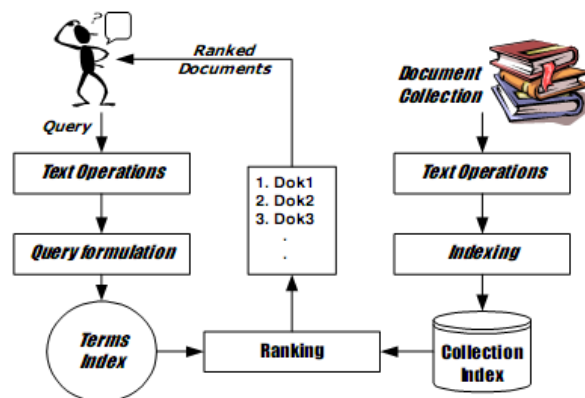 ?
Ranked
Documents
Document
Collection
Query
Text Operations
Text Operations
1. Dok1
2. Dok2
3. Dok3
.
.
Query formulation
Indexing
Terms
Index
Ranking
Collection
Index